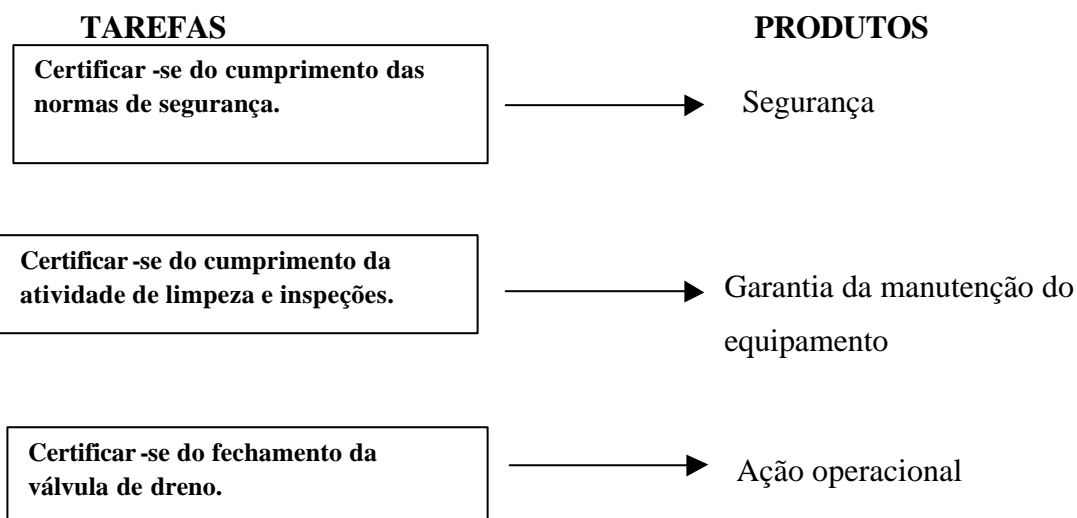 TAREFAS PRODUTOS
Certificar -se do cumprimento das
normas de segurança.
Segurança
Certificar -se do cumprimento da
atividade de limpeza e inspeções.
Garantia da manutenção do
equipamento
Certificar -se do fechamento da
válvula de dreno.
Ação operacional